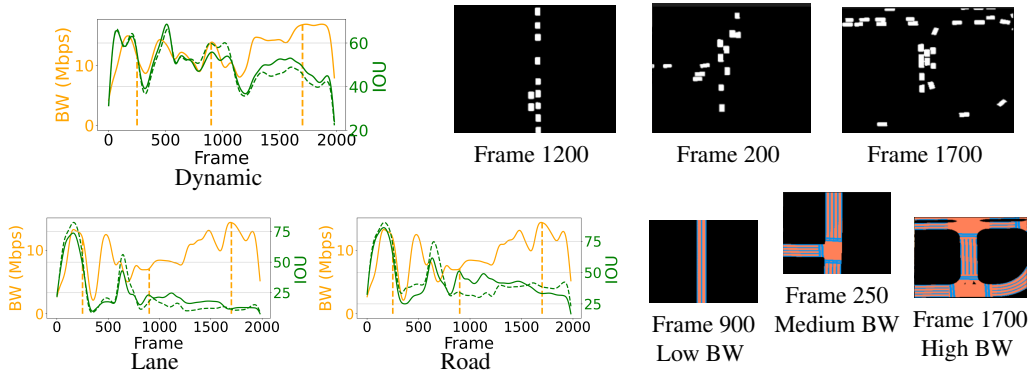 BW (Mbps)
10
0
60
40
20
IOU
0 500 1000 1500 2000
Frame
Dynamic
Frame 1200
Frame 200
Frame 1700
BW (Mbps)
10
0
75
50
25
IOU
0 500 1000 1500 2000
Frame
Lane
BW (Mbps)
10
0
75
50
25
IOU
0 500 1000 1500 2000
Frame
Road
Frame 900
Low BW
Frame 250
Medium BW
Frame 1700
High BW